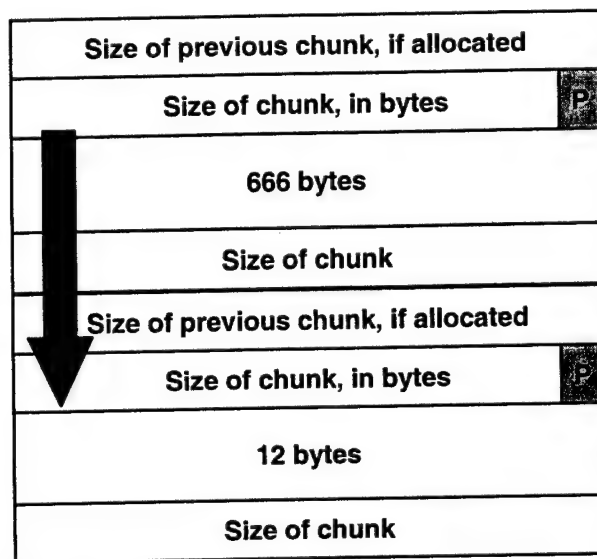 Size of previous chunk, if allocated
Size of chunk, in bytes P
666 bytes
Size of chunk
Size of previous chunk, if allocated
Size of chunk, in bytes P
12 bytes
Size of chunk